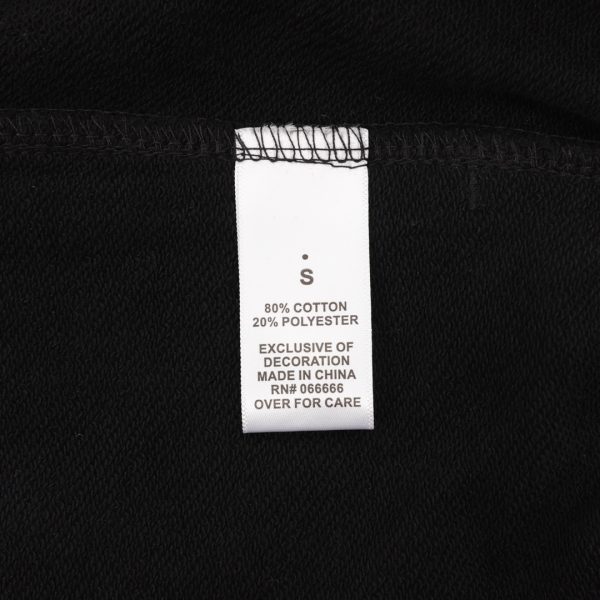 S
80% COTTON
20% POLYESTER
EXCLUSIVE OF
DECORATION
MADE IN CHINA
RN# 066666
OVER FOR CARE